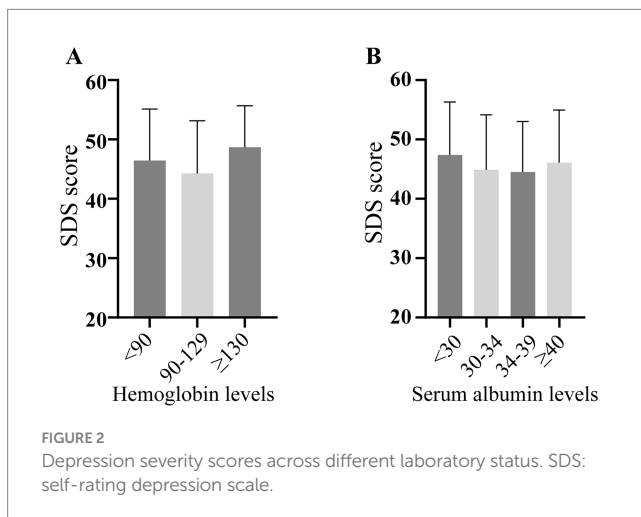 A
60
50
40
30
20
SDS score
<90
90-129
≥130
Hemoglobin levels
B
60
50
40
30
20
SDS score
<30
30-34
34-39
≥40
Serum albumin levels
FIGURE 2
Depression severity scores across different laboratory status. SDS:
self-rating depression scale.